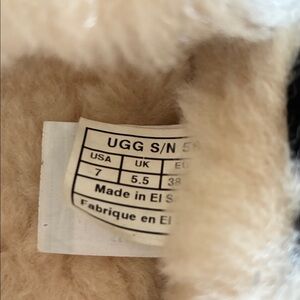 UGG S/N 5
USA UK EU
7 5.5 38
Made in El S
Fabrique en El